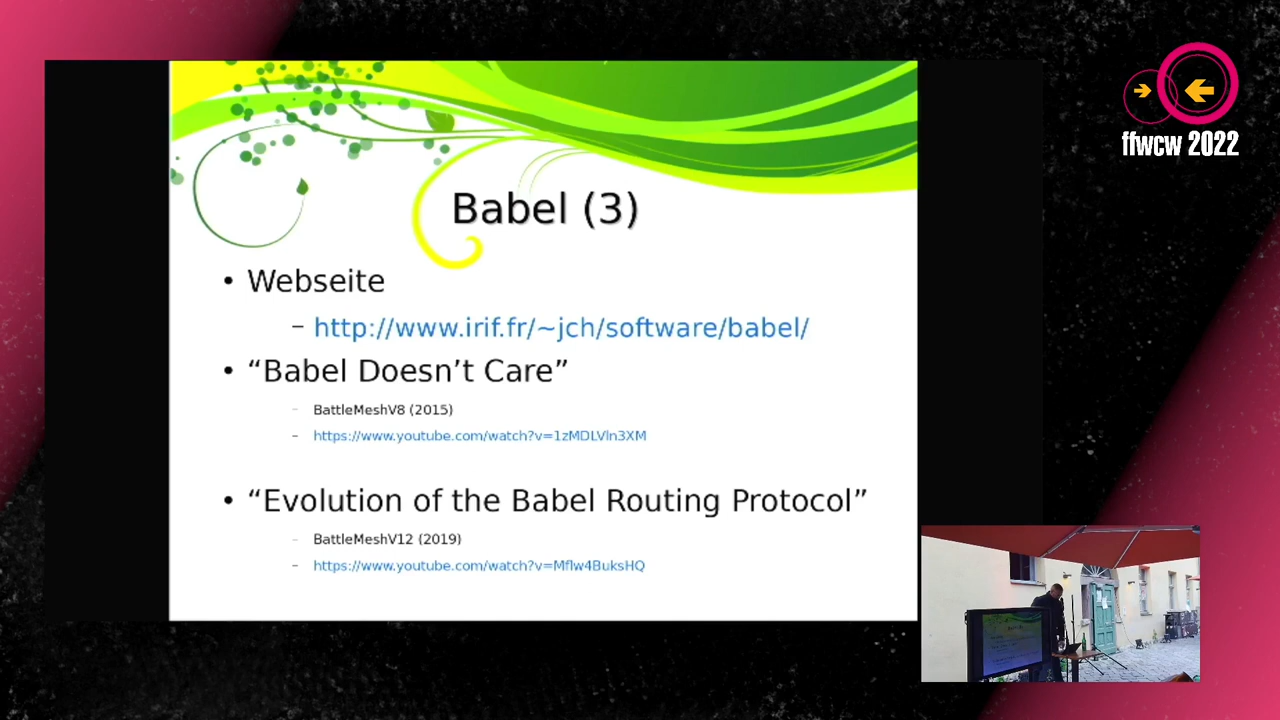 ffwcw 2022
Babel (3)
• Webseite
– http://www.irif.fr/~jch/software/babel/
• “Babel Doesn’t Care”
– BattleMeshV8 (2015)
– https://www.youtube.com/watch?v=1zMDLVln3XM
• “Evolution of the Babel Routing Protocol”
– BattleMeshV12 (2019)
– https://www.youtube.com/watch?v=Mflw4BuksHQ